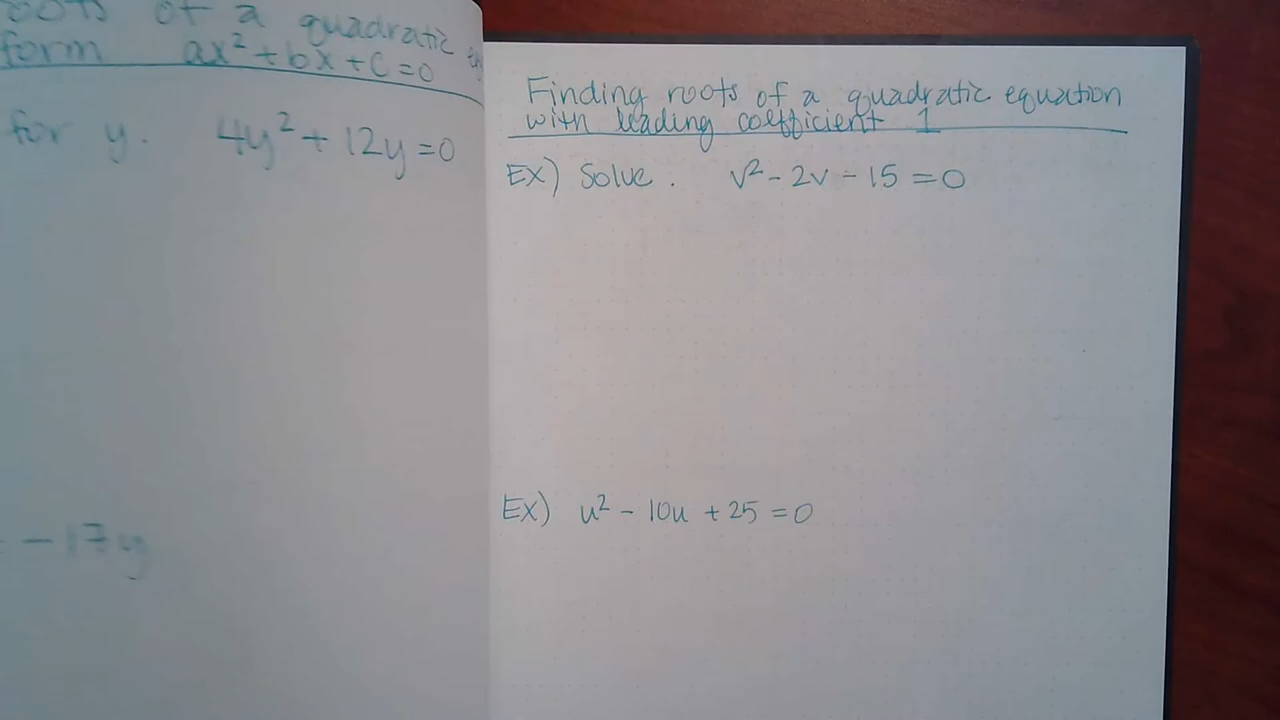 of a quadratic
form ax² + bx + c = 0
for y. 4y² + 12y = 0
- 17y
Finding roots of a quadratic equation
with leading coefficient 1
EX) Solve. v² - 2v - 15 = 0
EX) u² - 10u + 25 = 0